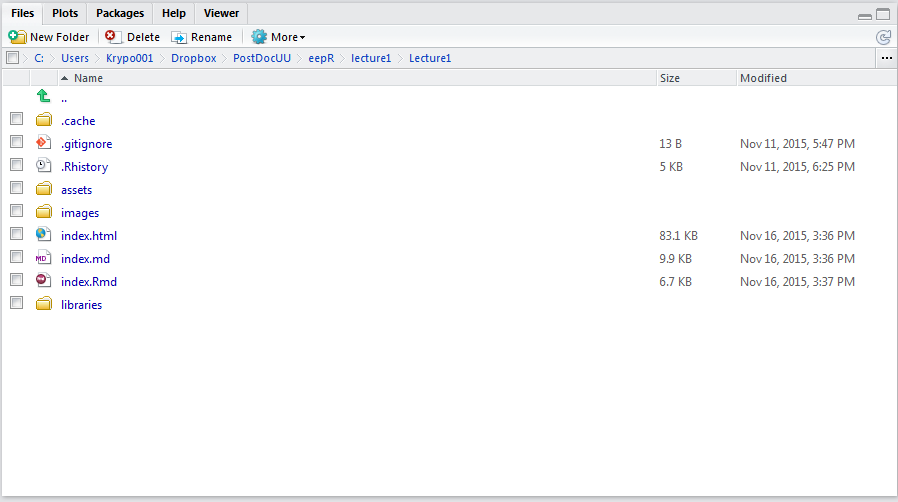 Files Plots Packages Help Viewer
New Folder Delete Rename More
C: Users Krypo001 Dropbox PostDocUU eepR lecture1 Lecture1 ...
Name Size Modified
..
.cache
.gitignore 13 B Nov 11, 2015, 5:47 PM
.Rhistory 5 KB Nov 11, 2015, 6:25 PM
assets
images
index.html 83.1 KB Nov 16, 2015, 3:36 PM
MD index.md 9.9 KB Nov 16, 2015, 3:36 PM
index.Rmd 6.7 KB Nov 16, 2015, 3:37 PM
libraries